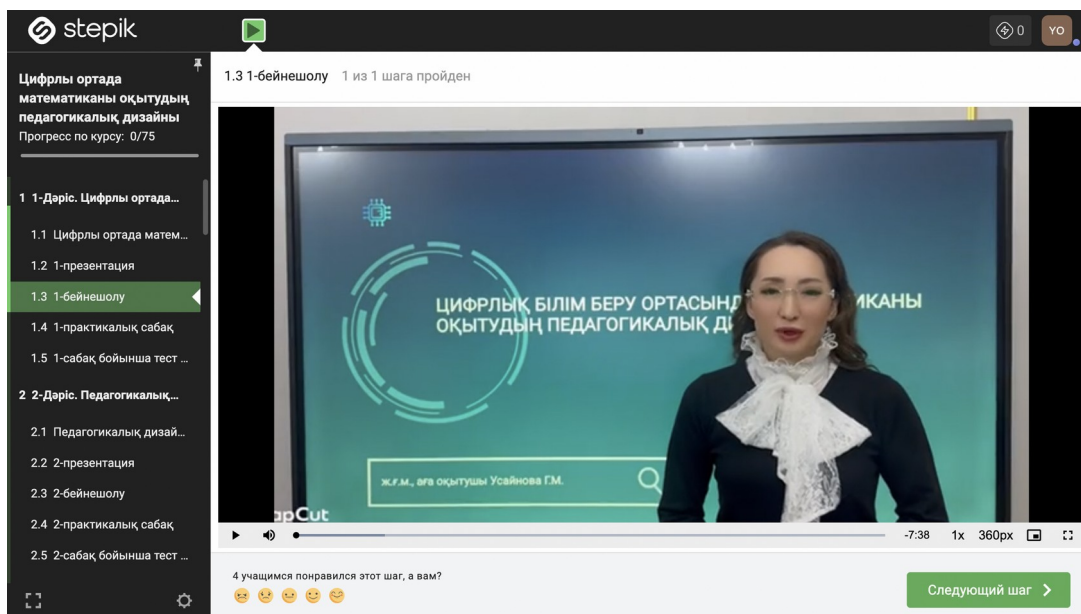 stepik
0
YO
Цифрлы ортада
математиканы оқытудың
педагогикалық дизайны
Прогресс по курсу: 0/75
1 1-Дәріс. Цифрлы ортада...
1.1 Цифрлы ортада матем...
1.2 1-презентация
1.3 1-бейнешолу
1.4 1-практикалық сабақ
1.5 1-сабақ бойынша тест ...
2 2-Дәріс. Педагогикалық...
2.1 Педагогикалық дизай...
2.2 2-презентация
2.3 2-бейнешолу
2.4 2-практикалық сабақ
2.5 2-сабақ бойынша тест ...
1.3 1-бейнешолу 1 из 1 шага пройден
ЦИФРЛЫҚ БІЛІМ БЕРУ ОРТАСЫНД ИКАНЫ
ОҚЫТУДЫҢ ПЕДАГОГИКАЛЫҚ ДИ
ж.ғ.м., аға оқытушы Усайнова Г.М.
apCut
-7:38 1x 360px
4 учащимся понравился этот шаг, а вам?
Следующий шаг